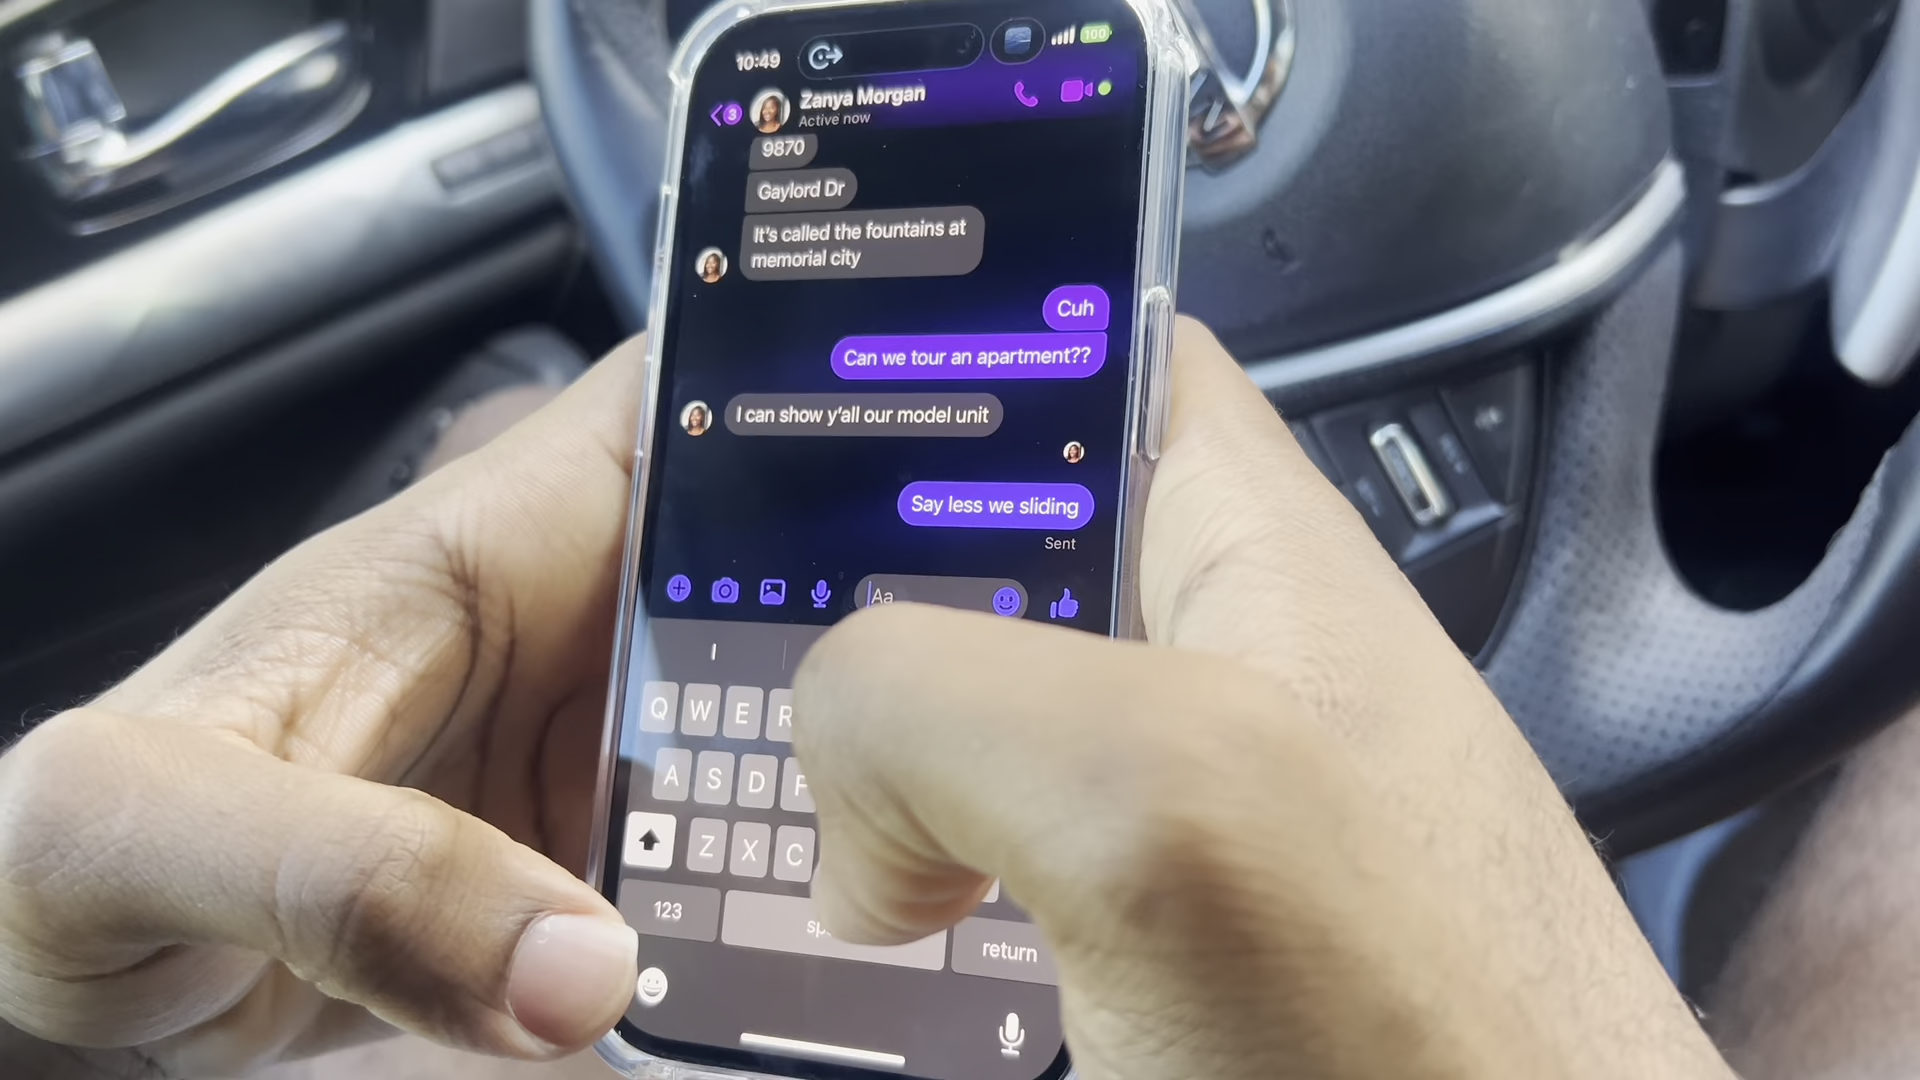 10:49
100
3
Zanya Morgan
Active now
9870
Gaylord Dr
It's called the fountains at
memorial city
Cuh
Can we tour an apartment??
I can show y'all our model unit
Say less we sliding
Sent
Aa
I
Q W E R
A S D F
Z X C
123
return